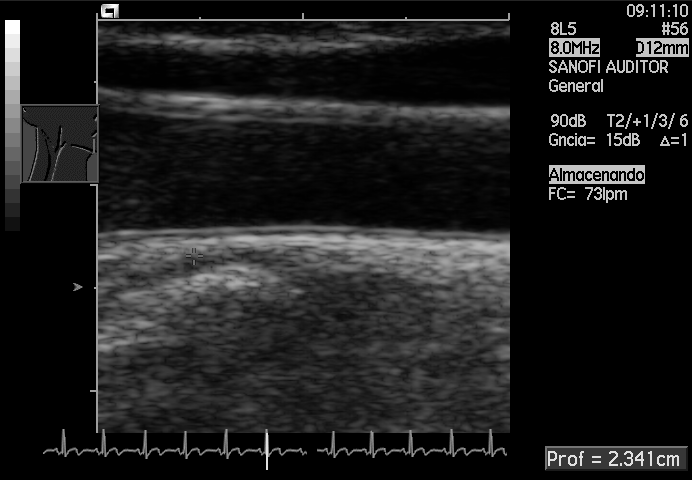 09:11:10
8L5 #56
8.0MHz D12mm
SANOFI AUDITOR
General
90dB T2/+1/3/ 6
Gncia= 15dB Δ=1
Almacenando
FC= 73lpm
Prof = 2.341cm